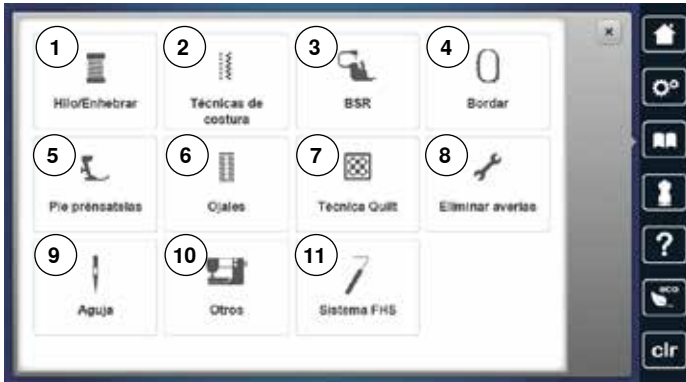 1
2
3
4
Hilo/Enhebrar
Técnicas de
costura
BSR
Bordar
×
5
6
7
8
Pie prénsatelas
Ojales
Técnica Quilt
Eliminar averías
9
10
11
Aguja
Otros
Sistema FHS
?
eco
clr